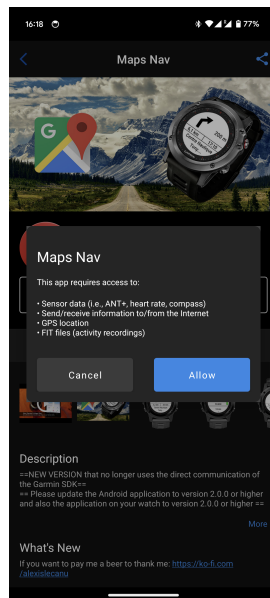 16:18
77%
Maps Nav
G
200 m
Maps Nav
This app requires access to:
• Sensor data (i.e., ANT+, heart rate, compass)
• Send/receive information to/from the Internet
• GPS location
• FIT files (activity recordings)
Cancel
Allow
Description
==NEW VERSION that no longer uses the direct communication of
the Garmin SDK==
== Please update the Android application to version 2.0.0 or higher
and also the application on your watch to version 2.0.0 or higher ==
More
What's New
If you want to pay me a beer to thank me: https://ko-fi.com
/alexislecanu